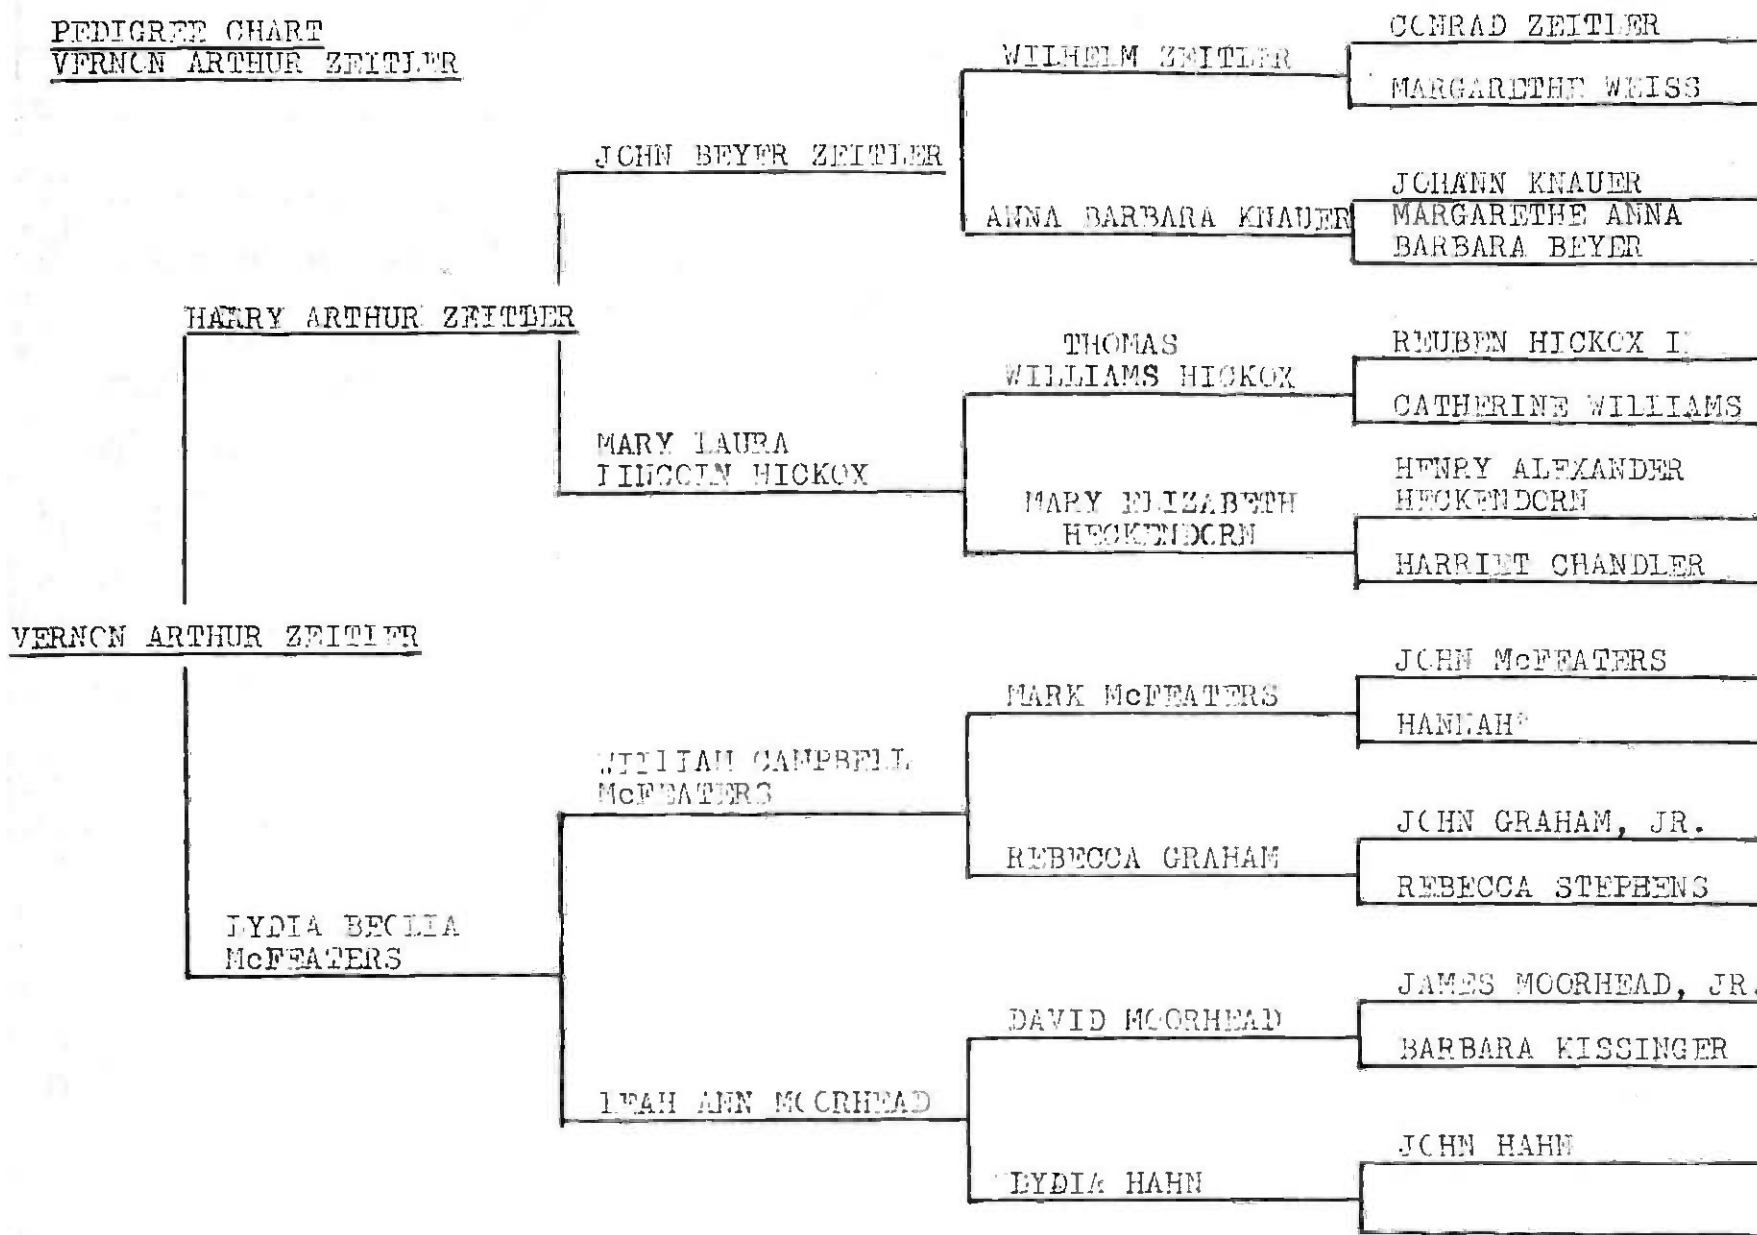 PEDIGREE CHART
VERNON ARTHUR ZEITLER
CONRAD ZEITLER
WILHELM ZEITLER
MARGARETHE WEISS
JOHN BEYER ZEITLER
JOHANN KNAUER
ANNA BARBARA KNAUER
MARGARETHE ANNA
BARBARA BEYER
HARRY ARTHUR ZEITLER
THOMAS
WILLIAMS HICKOX
REUBEN HICKOX
CATHERINE WILLIAMS
MARY LAURA
LINCOLN HICKOX
HENRY ALEXANDER
HECKENDORN
MARY ELIZABETH
HECKENDORN
HARRIET CHANDLER
VERNON ARTHUR ZEITLER
JOHN McFEATERS
MARK McFEATERS
HANNAH
WILLIAM CAMPBELL
McFEATERS
JOHN GRAHAM, JR.
REBECCA GRAHAM
REBECCA STEPHENS
LYDIA
McFEATERS
JAMES MOORHEAD, JR.
DAVID MOORHEAD
BARBARA KISSINGER
LEAH ANN MOORHEAD
JOHN HAHN
LYDIA HAHN